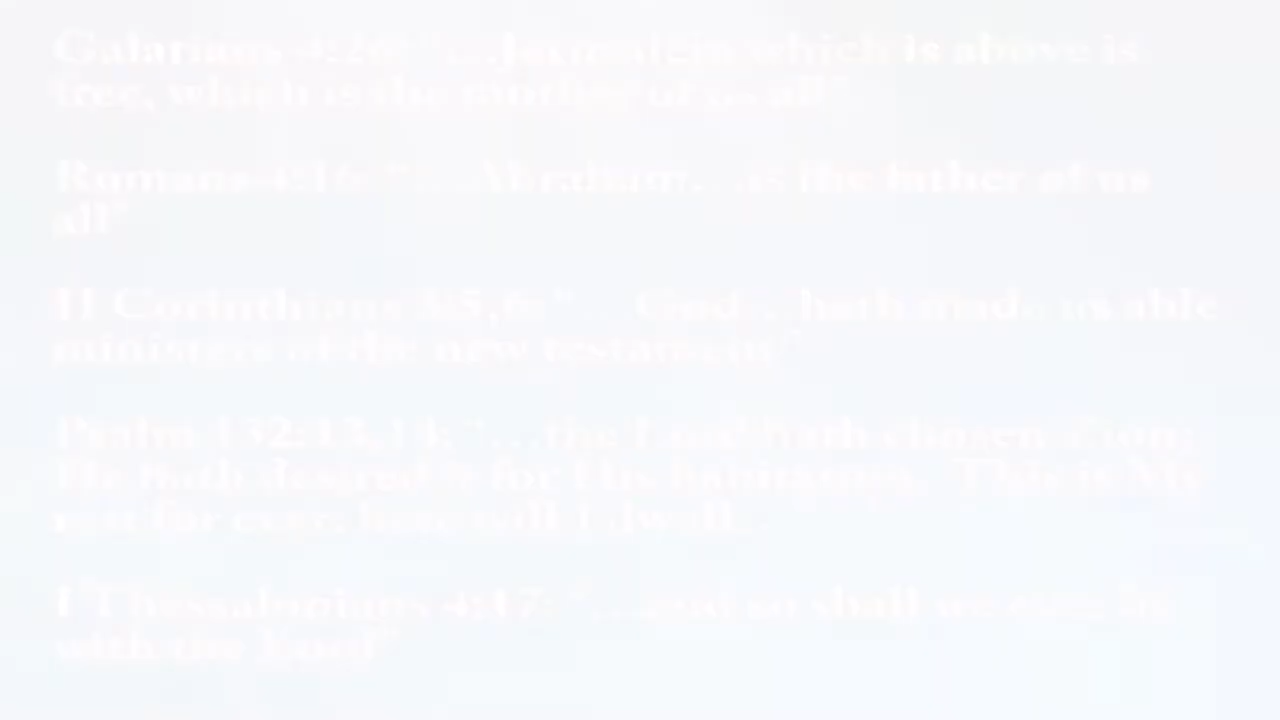 Galatians 4:26 "...Jerusalem which is above is
free, which is the mother of us all"
Romans 4:16 "...Abraham...is the father of us
all"
II Corinthians 3:5,6 "... God... hath made us able
ministers of the new testament"
Psalm 132:13,14 "...the Lord hath chosen Zion;
He hath desired it for His habitation. This is My
rest for ever: here will I dwell
I Thessalonians 4:17 "...and so shall we ever be
with the Lord"